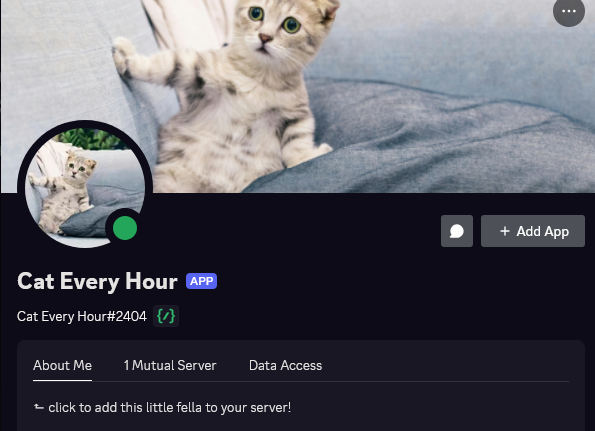 + Add App
Cat Every Hour APP
Cat Every Hour#2404
About Me 1 Mutual Server Data Access
⬑ click to add this little fella to your server!